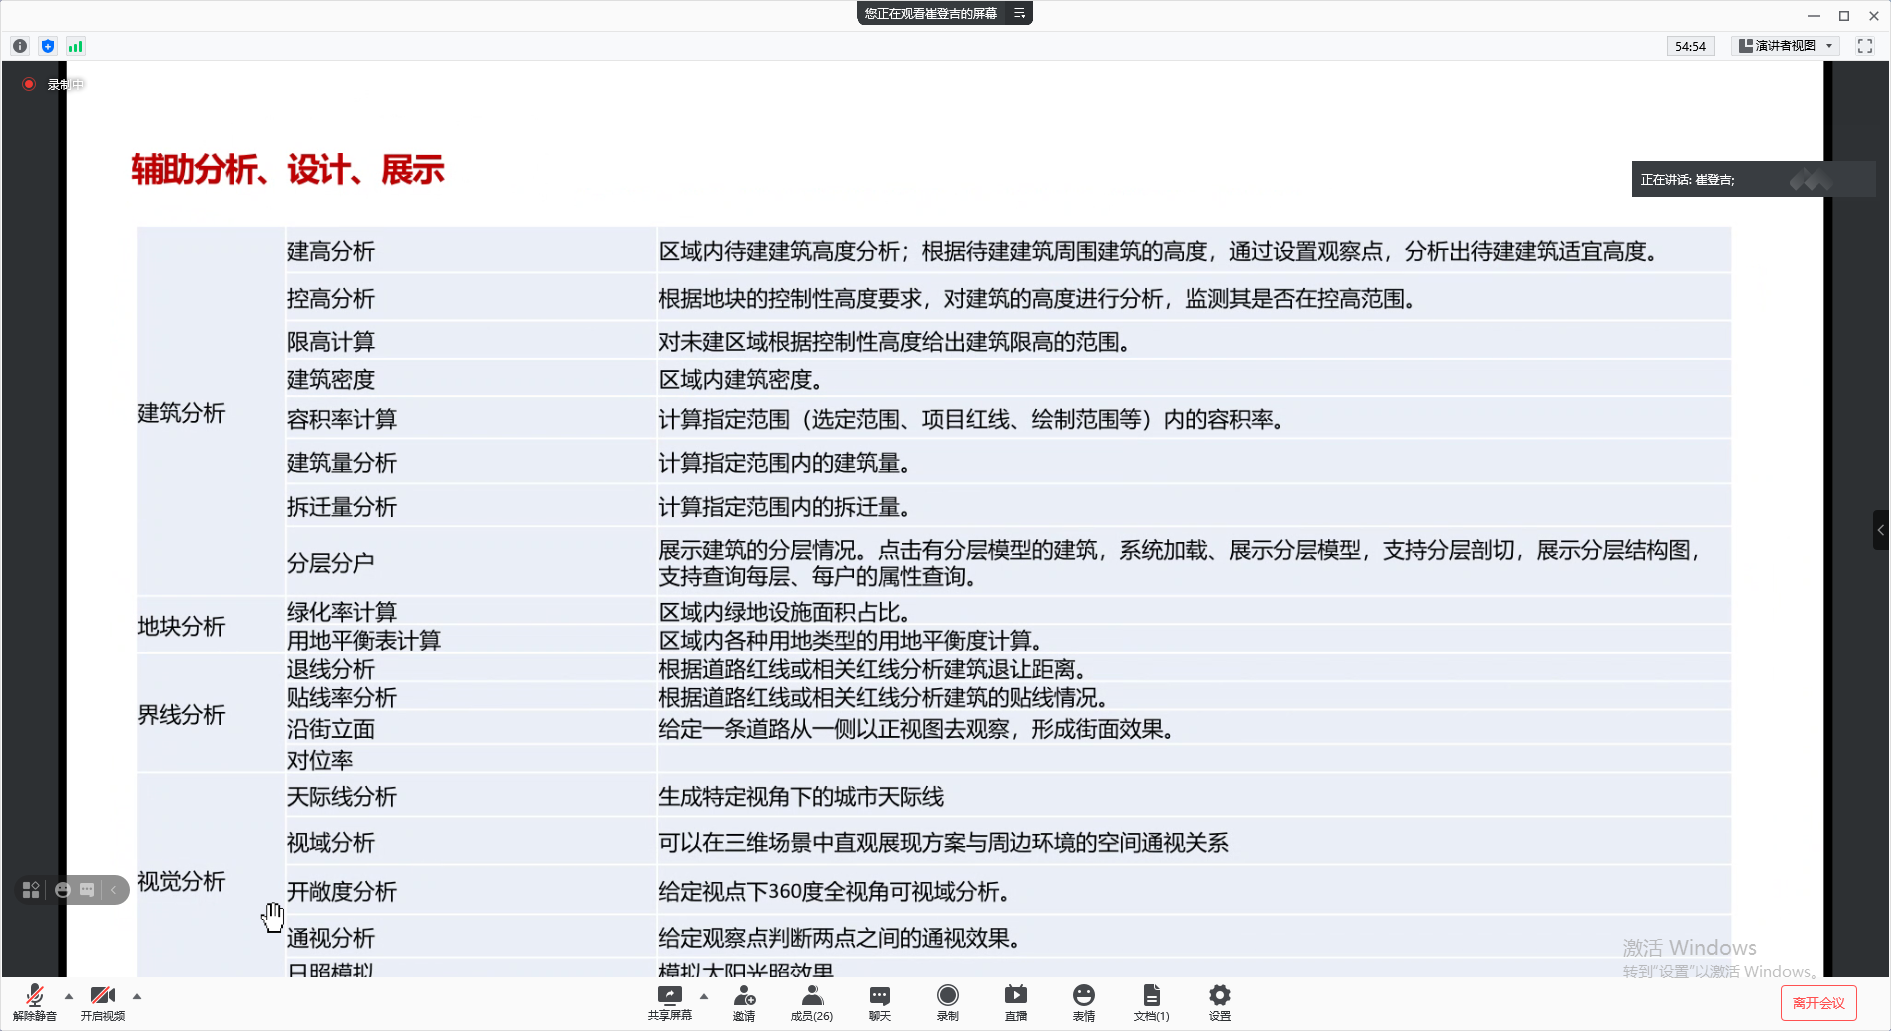 您正在观看崔登吉的屏幕
54:54
演讲者视图
录制中
辅助分析、设计、展示
正在讲话: 崔登吉;
建筑分析
建高分析
区域内待建建筑高度分析；根据待建建筑周围建筑的高度，通过设置观察点，分析出待建建筑适宜高度。
控高分析
根据地块的控制性高度要求，对建筑的高度进行分析，监测其是否在控高范围。
限高计算
对未建区域根据控制性高度给出建筑限高的范围。
建筑密度
区域内建筑密度。
容积率计算
计算指定范围（选定范围、项目红线、绘制范围等）内的容积率。
建筑量分析
计算指定范围内的建筑量。
拆迁量分析
计算指定范围内的拆迁量。
分层分户
展示建筑的分层情况。点击有分层模型的建筑，系统加载、展示分层模型，支持分层剖切，展示分层结构图，
支持查询每层、每户的属性查询。
地块分析
绿化率计算
区域内绿地设施面积占比。
用地平衡表计算
区域内各种用地类型的用地平衡度计算。
界线分析
退线分析
根据道路红线或相关红线分析建筑退让距离。
贴线率分析
根据道路红线或相关红线分析建筑的贴线情况。
沿街立面
给定一条道路从一侧以正视图去观察，形成街面效果。
对位率
视觉分析
天际线分析
生成特定视角下的城市天际线
视域分析
可以在三维场景中直观展现方案与周边环境的空间通视关系
开敞度分析
给定视点下360度全视角可视域分析。
通视分析
给定观察点判断两点之间的通视效果。
日照模拟
模拟太阳光照效果
激活 Windows
转到"设置"以激活 Windows。
解除静音
开启视频
共享屏幕
邀请
成员(26)
聊天
录制
直播
表情
文档(1)
设置
离开会议